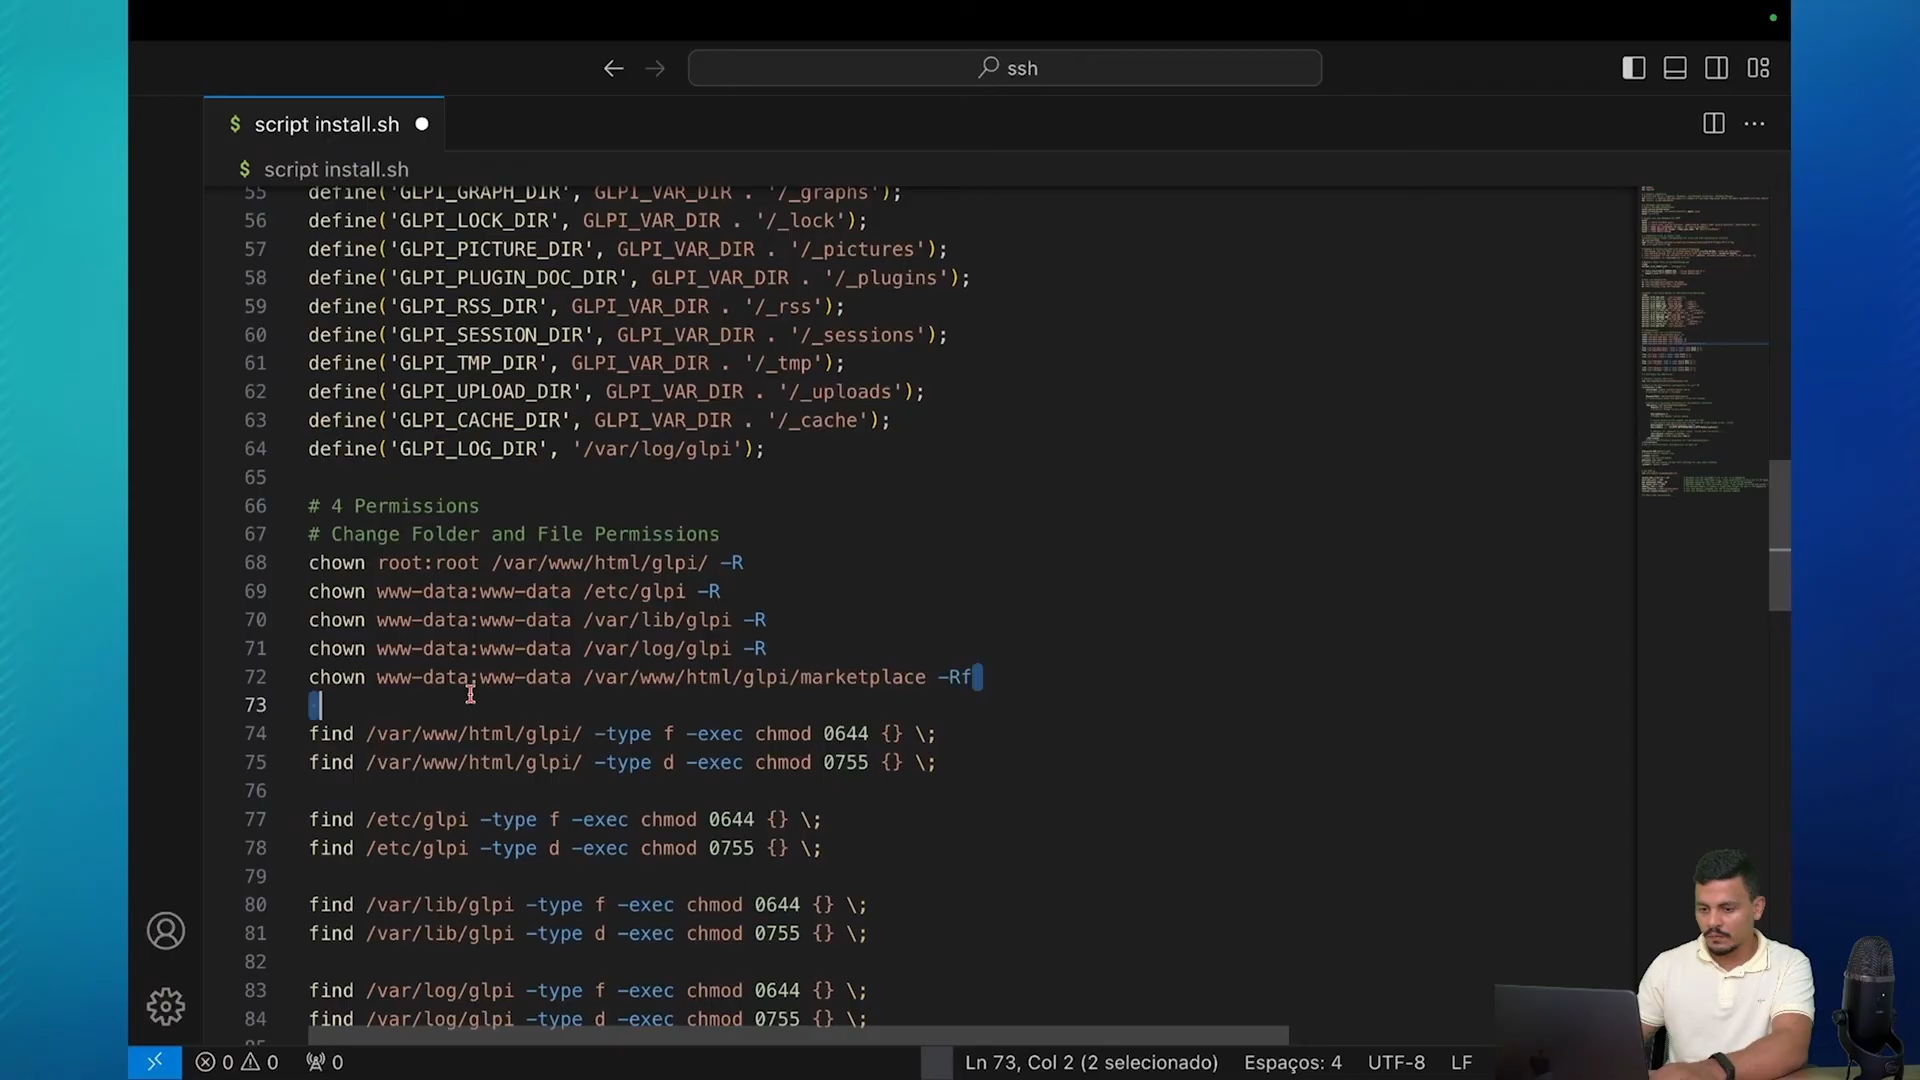 ssh
$ script install.sh
$ script install.sh
55 define('GLPI_GRAPH_DIR', GLPI_VAR_DIR . '/_graphs');
56 define('GLPI_LOCK_DIR', GLPI_VAR_DIR . '/_lock');
57 define('GLPI_PICTURE_DIR', GLPI_VAR_DIR . '/_pictures');
58 define('GLPI_PLUGIN_DOC_DIR', GLPI_VAR_DIR . '/_plugins');
59 define('GLPI_RSS_DIR', GLPI_VAR_DIR . '/_rss');
60 define('GLPI_SESSION_DIR', GLPI_VAR_DIR . '/_sessions');
61 define('GLPI_TMP_DIR', GLPI_VAR_DIR . '/_tmp');
62 define('GLPI_UPLOAD_DIR', GLPI_VAR_DIR . '/_uploads');
63 define('GLPI_CACHE_DIR', GLPI_VAR_DIR . '/_cache');
64 define('GLPI_LOG_DIR', '/var/log/glpi');
65
66 # 4 Permissions
67 # Change Folder and File Permissions
68 chown root:root /var/www/html/glpi/ -R
69 chown www-data:www-data /etc/glpi -R
70 chown www-data:www-data /var/lib/glpi -R
71 chown www-data:www-data /var/log/glpi -R
72 chown www-data:www-data /var/www/html/glpi/marketplace -Rf
73
74 find /var/www/html/glpi/ -type f -exec chmod 0644 {} \;
75 find /var/www/html/glpi/ -type d -exec chmod 0755 {} \;
76
77 find /etc/glpi -type f -exec chmod 0644 {} \;
78 find /etc/glpi -type d -exec chmod 0755 {} \;
79
80 find /var/lib/glpi -type f -exec chmod 0644 {} \;
81 find /var/lib/glpi -type d -exec chmod 0755 {} \;
82
83 find /var/log/glpi -type f -exec chmod 0644 {} \;
84 find /var/log/glpi -type d -exec chmod 0755 {} \;
0 0 0 Ln 73, Col 2 (2 selecionado) Espaços: 4 UTF-8 LF